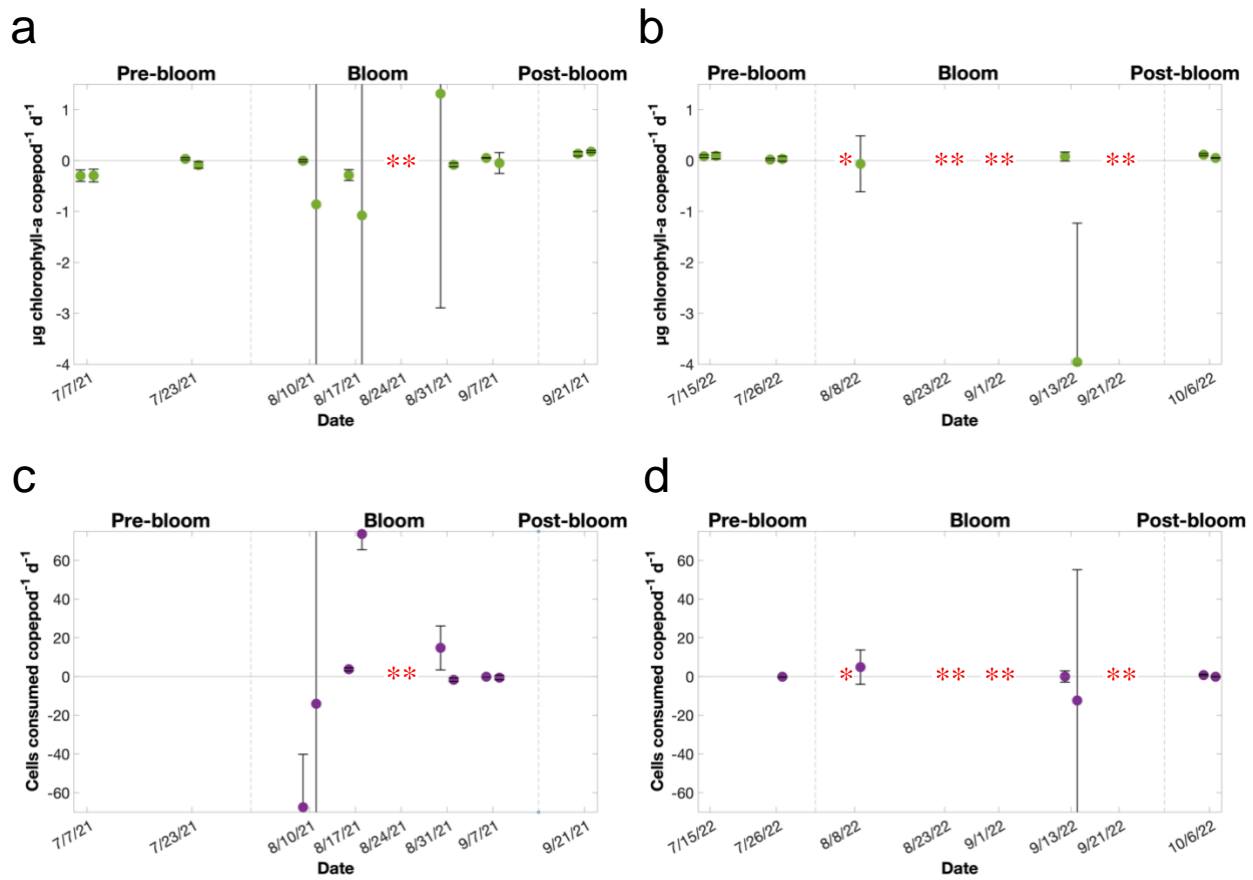 a
Pre-bloom Bloom Post-bloom
µg chlorophyll-a copepod-1 d-1
1
0
-1
-2
-3
-4
**
7/7/21 7/23/21 8/10/21 8/17/21 8/24/21 8/31/21 9/7/21 9/21/21
Date
b
Pre-bloom Bloom Post-bloom
µg chlorophyll-a copepod-1 d-1
1
0
-1
-2
-3
-4
* ** ** **
7/15/22 7/26/22 8/8/22 8/23/22 9/1/22 9/13/22 9/21/22 10/6/22
Date
c
Pre-bloom Bloom Post-bloom
Cells consumed copepod-1 d-1
60
40
20
0
-20
-40
-60
**
7/7/21 7/23/21 8/10/21 8/17/21 8/24/21 8/31/21 9/7/21 9/21/21
Date
d
Pre-bloom Bloom Post-bloom
Cells consumed copepod-1 d-1
60
40
20
0
-20
-40
-60
* ** ** **
7/15/22 7/26/22 8/8/22 8/23/22 9/1/22 9/13/22 9/21/22 10/6/22
Date